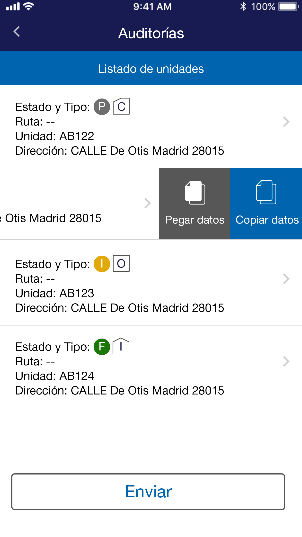 9:41 AM
100%
Auditorías
Listado de unidades
Estado y Tipo: P C
Ruta: --
Unidad: AB122
Dirección: CALLE De Otis Madrid 28015
e Otis Madrid 28015
Pegar datos
Copiar datos
Estado y Tipo: I O
Ruta: --
Unidad: AB123
Dirección: CALLE De Otis Madrid 28015
Estado y Tipo: F I
Ruta: --
Unidad: AB124
Dirección: CALLE De Otis Madrid 28015
Enviar